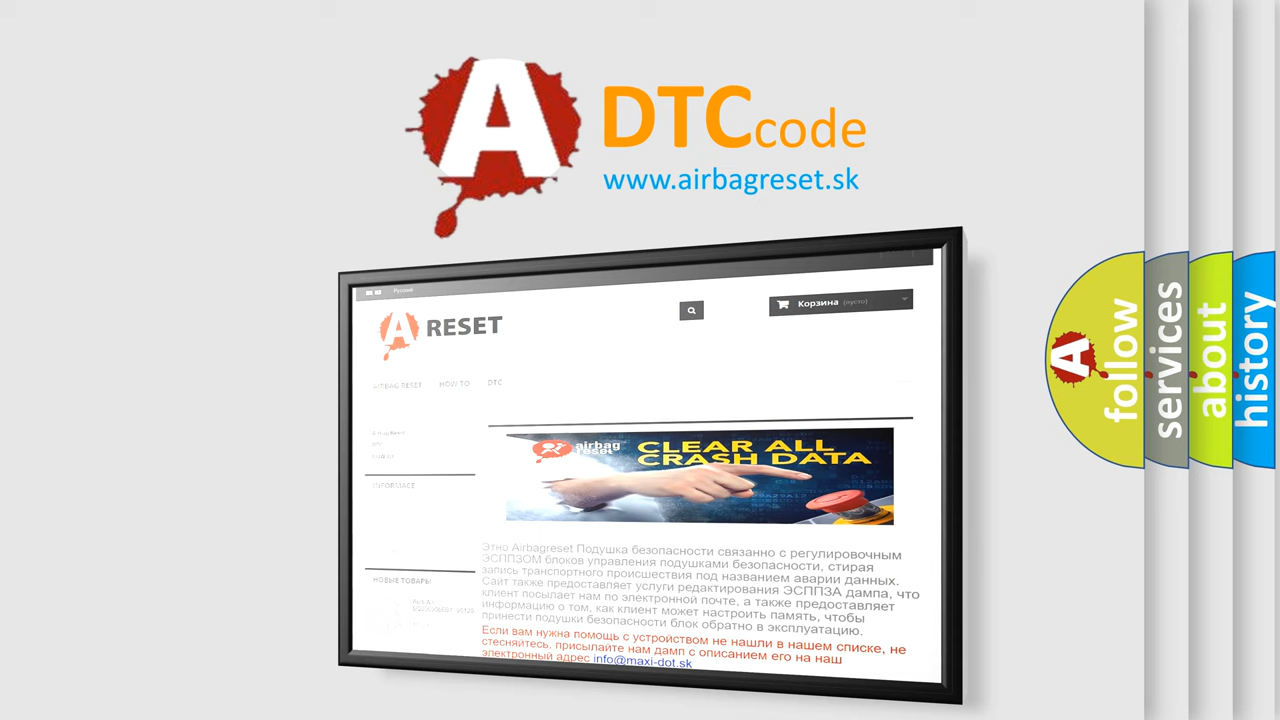 A
DTCcode
www.airbagreset.sk
Русский
A RESET
Корзина (пусто)
AIRBAG RESET HOW TO DTC
INFORMACE
airbag
reset
CLEAR ALL
CRASH DATA
НОВЫЕ ТОВАРЫ
Этно Airbagreset Подушка безопасности связанно с регулировочным
ЭСППЗОМ блоков управления подушками безопасности, стирая
запись транспортного происшествия под названием аварии данных.
Сайт также предоставляет услуги редактирования ЭСППЗА дампа, что
клиент посылает нам по электронной почте, а также предоставляет
информацию о том, как клиент может настроить память, чтобы
принести подушки безопасности блок обратно в эксплуатацию.
Если вам нужна помощь с устройством не нашли в нашем списке, не
стесняйтесь, присылайте нам дамп с описанием его на наш
электронный адрес info@maxi-dot.sk
A
follow
services
about
history